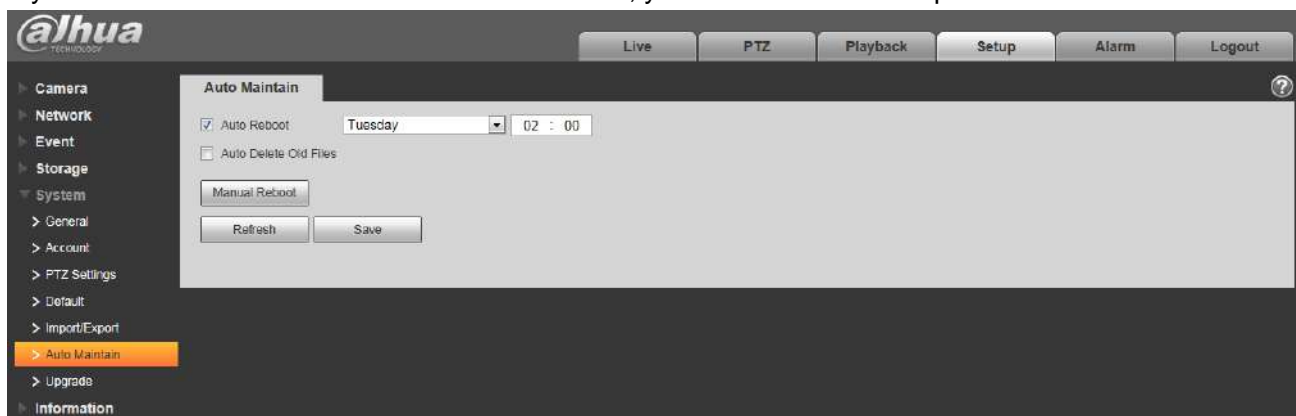 alhua
TECHNOLOGY
Live PTZ Playback Setup Alarm Logout
Camera
Network
Event
Storage
System
> General
> Account
> PTZ Settings
> Default
> Import/Export
> Auto Maintain
> Upgrade
Information
Auto Maintain
?
Auto Reboot Tuesday 02 : 00
Auto Delete Old Files
Manual Reboot
Refresh Save